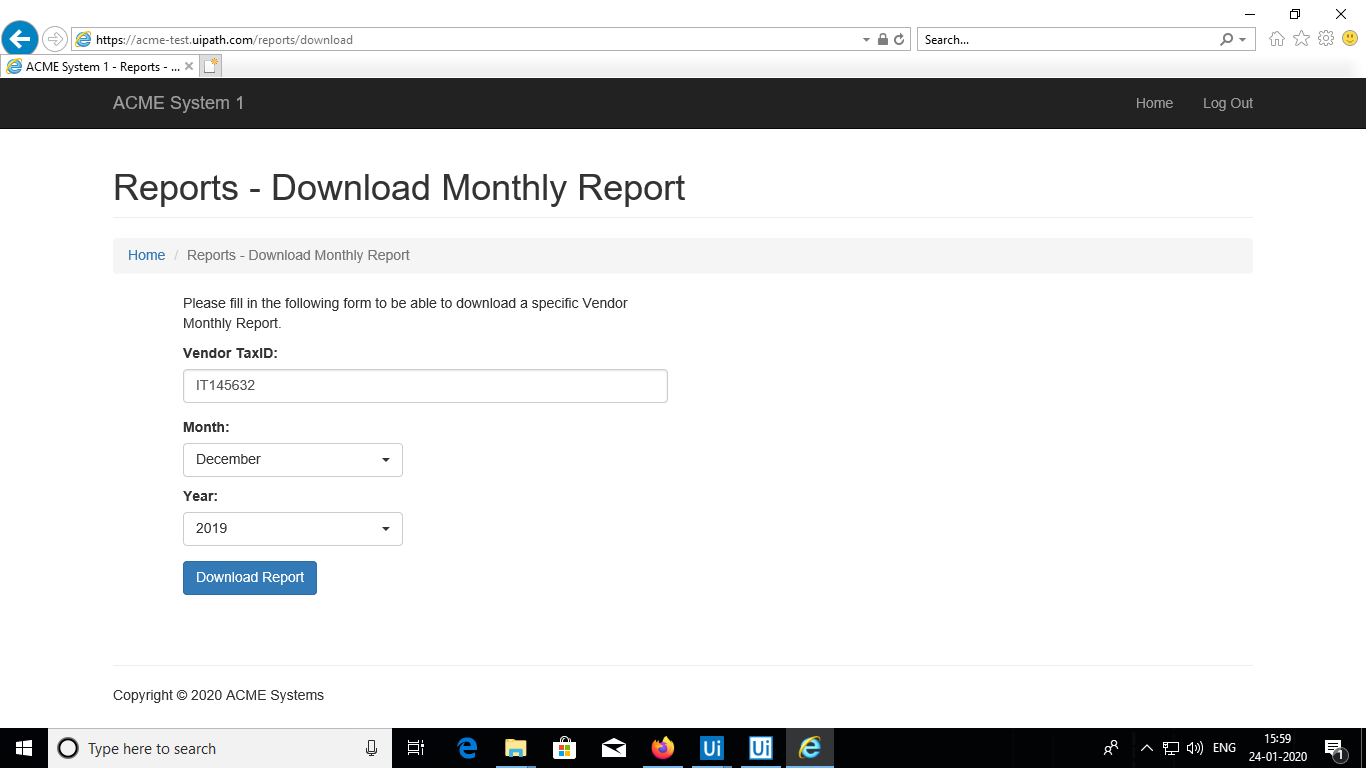 https://acme-test.uipath.com/reports/download
Search...
ACME System 1 - Reports - ...
ACME System 1
Home
Log Out
Reports - Download Monthly Report
Home / Reports - Download Monthly Report
Please fill in the following form to be able to download a specific Vendor
Monthly Report.
Vendor TaxID:
IT145632
Month:
December
Year:
2019
Download Report
Copyright © 2020 ACME Systems
Type here to search
Ui
Ui
ENG
15:59
24-01-2020
1